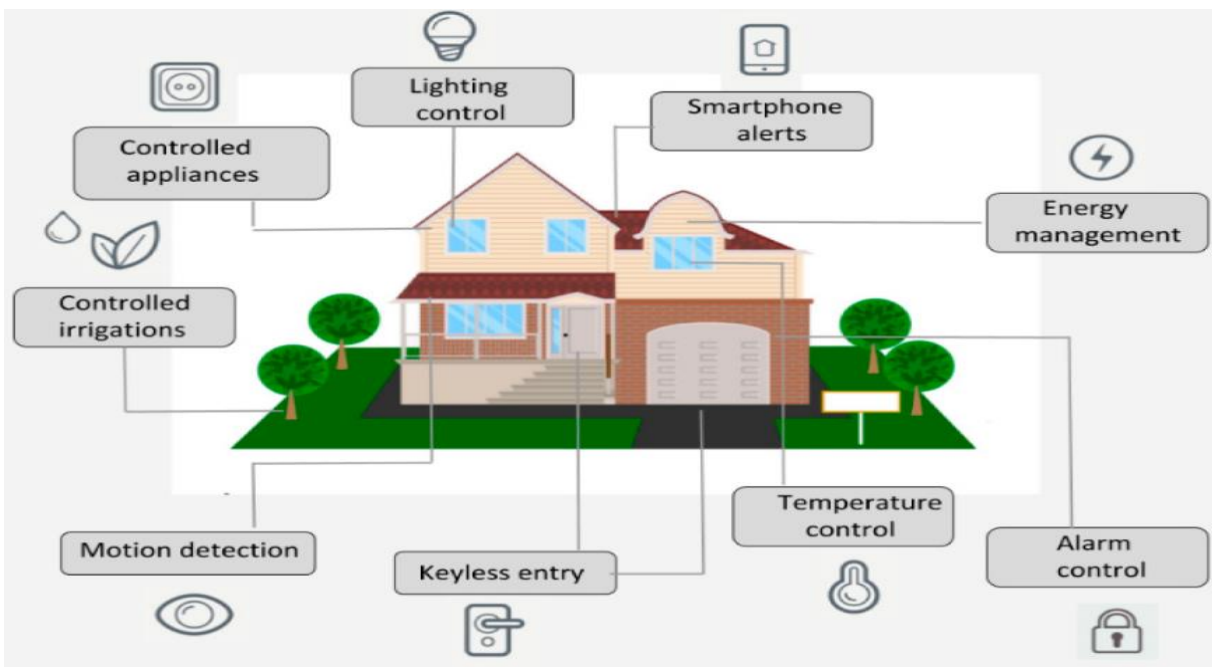 Lighting
control
Smartphone
alerts
Controlled
appliances
Energy
management
Controlled
irrigations
Temperature
control
Motion detection
Keyless entry
Alarm
control